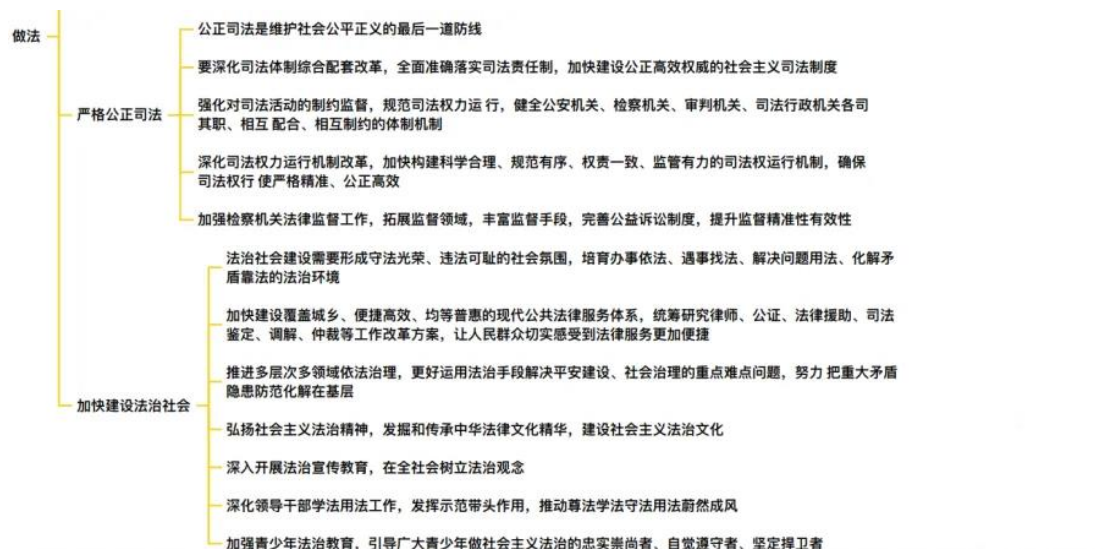 做法
严格公正司法
公正司法是维护社会公平正义的最后一道防线
要深化司法体制综合配套改革，全面准确落实司法责任制，加快建设公正高效权威的社会主义司法制度
强化对司法活动的制约监督，规范司法权力运 行，健全公安机关、检察机关、审判机关、司法行政机关各司
其职、相互 配合、相互制约的体制机制
深化司法权力运行机制改革，加快构建科学合理、规范有序、权责一致、监管有力的司法权运行机制，确保
司法权行 使严格精准、公正高效
加强检察机关法律监督工作，拓展监督领域，丰富监督手段，完善公益诉讼制度，提升监督精准性有效性
加快建设法治社会
法治社会建设需要形成守法光荣、违法可耻的社会氛围，培育办事依法、遇事找法、解决问题用法、化解矛
盾靠法的法治环境
加快建设覆盖城乡、便捷高效、均等普惠的现代公共法律服务体系，统筹研究律师、公证、法律援助、司法
鉴定、调解、仲裁等工作改革方案，让人民群众切实感受到法律服务更加便捷
推进多层次多领域依法治理，更好运用法治手段解决平安建设、社会治理的重点难点问题，努力 把重大矛盾
隐患防范化解在基层
弘扬社会主义法治精神，发掘和传承中华法律文化精华，建设社会主义法治文化
深入开展法治宣传教育，在全社会树立法治观念
深化领导干部学法用法工作，发挥示范带头作用，推动尊法学法守法用法蔚然成风
加强青少年法治教育，引导广大青少年做社会主义法治的忠实崇尚者、自觉遵守者、坚定捍卫者